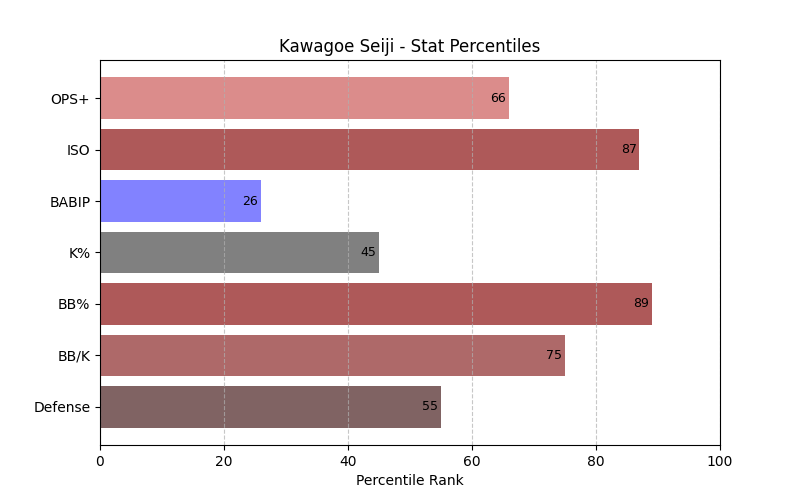 Kawagoe Seiji - Stat Percentiles
OPS+ 66
ISO 87
BABIP 26
K% 45
BB% 89
BB/K 75
Defense 55
0 20 40 60 80 100
Percentile Rank